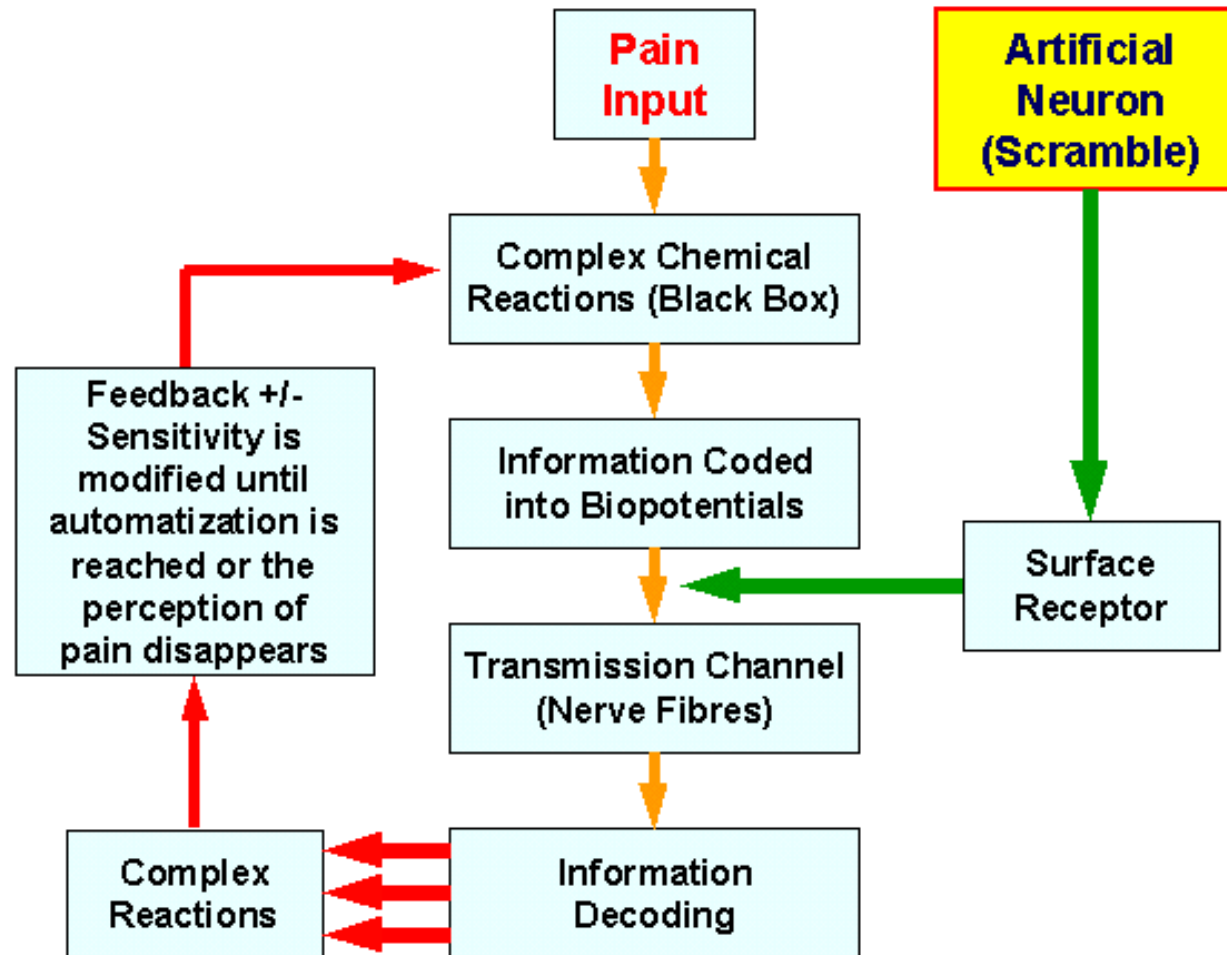 Pain
Input
Artificial
Neuron
(Scramble)
Complex Chemical
Reactions (Black Box)
Feedback +/-
Sensitivity is
modified until
automatization is
reached or the
perception of
pain disappears
Information Coded
into Biopotentials
Surface
Receptor
Transmission Channel
(Nerve Fibres)
Complex
Reactions
Information
Decoding